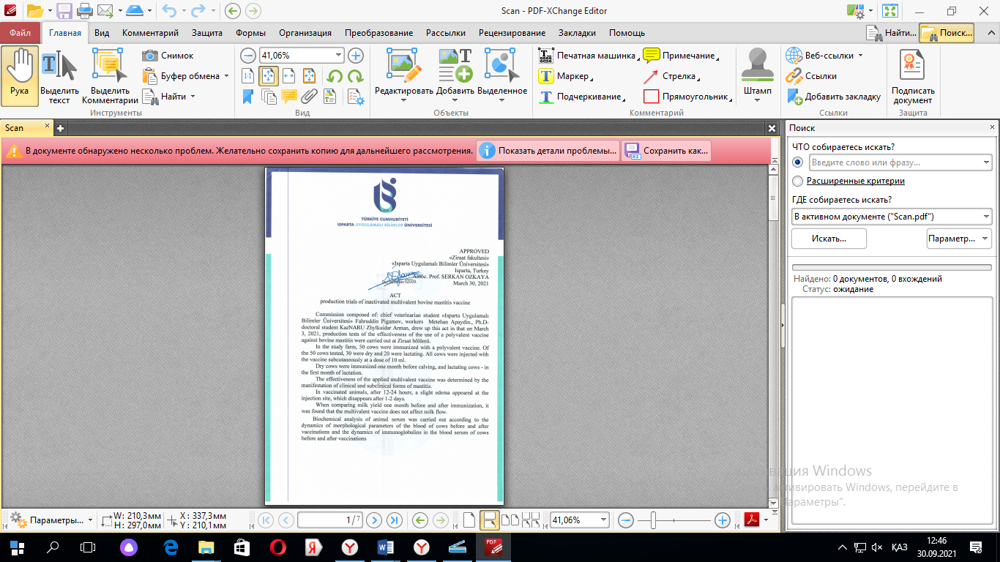 Scan - PDF-XChange Editor
Файл Главная Вид Комментарий Защита Формы Организация Преобразование Рассылки Рецензирование Закладки Помощь Найти... Поиск...
Рука
Выделить текст
Выделить Комментарии
Снимок
Буфер обмена
Найти
Инструменты
41,06%
1:1
Вид
Редактировать
Добавить
Выделенное
Объекты
Печатная машинка
Маркер
Подчеркивание
Примечание
Стрелка
Прямоугольник
Штамп
Комментарий
Веб-ссылки
Ссылки
Добавить закладку
Ссылки
Подписать документ
Защита
Scan
В документе обнаружено несколько проблем. Желательно сохранить копию для дальнейшего рассмотрения. Показать детали проблемы... Сохранить как...
TÜRKİYE CUMHURİYETİ
ISPARTA UYGULAMALI BİLİMLER ÜNİVERSİTESİ
APPROVED
«Ziraat fakultesi»
«Isparta Uygulamalı Bilimler Üniversitesi»
Isparta, Turkey
Assoc. Prof. SERKAN OZKAYA
March 30, 2021
ACT
production trials of inactivated multivalent bovine mastitis vaccine
Commission composed of: chief veterinarian student «Isparta Uygulamalı
Bilimler Üniversitesi» Fahruddin Pigamov, workers Metehan Apaydin., Ph.D-
doctoral student KazNARU Zhylkaidar Arman, drew up this act in that on March
3, 2021, production tests of the effectiveness of the use of a polyvalent vaccine
against bovine mastitis were carried out at Ziraat bölümü.
In the study farm, 50 cows were immunized with a polyvalent vaccine. Of
the 50 cows tested, 30 were dry and 20 were lactating. All cows were injected with
the vaccine subcutaneously at a dose of 10 ml.
Dry cows were immunized one month before calving, and lactating cows - in
the first month of lactation.
The effectiveness of the applied multivalent vaccine was determined by the
manifestation of clinical and subclinical forms of mastitis.
In vaccinated animals, after 12-24 hours, a slight edema appeared at the
injection site, which disappears after 1-2 days.
When comparing milk yield one month before and after immunization, it
was found that the multivalent vaccine does not affect milk flow.
Biochemical analysis of animal serum was carried out according to the
dynamics of morphological parameters of the blood of cows before and after
vaccinations and the dynamics of immunoglobulins in the blood serum of cows
before and after vaccinations
Поиск
ЧТО собираетесь искать?
Введите слово или фразу...
Расширенные критерии
ГДЕ собираетесь искать?
В активном документе ("Scan.pdf")
Искать... Параметр...
Найдено: 0 документов, 0 вхождений
Статус: ожидание
Windows
активировать Windows, перейдите в
Параметры".
Параметры...
W: 210,3мм
H: 297,0мм
X: 337,3мм
Y: 210,1мм
1 / 7
41,06%
ҚАЗ
12:46
30.09.2021